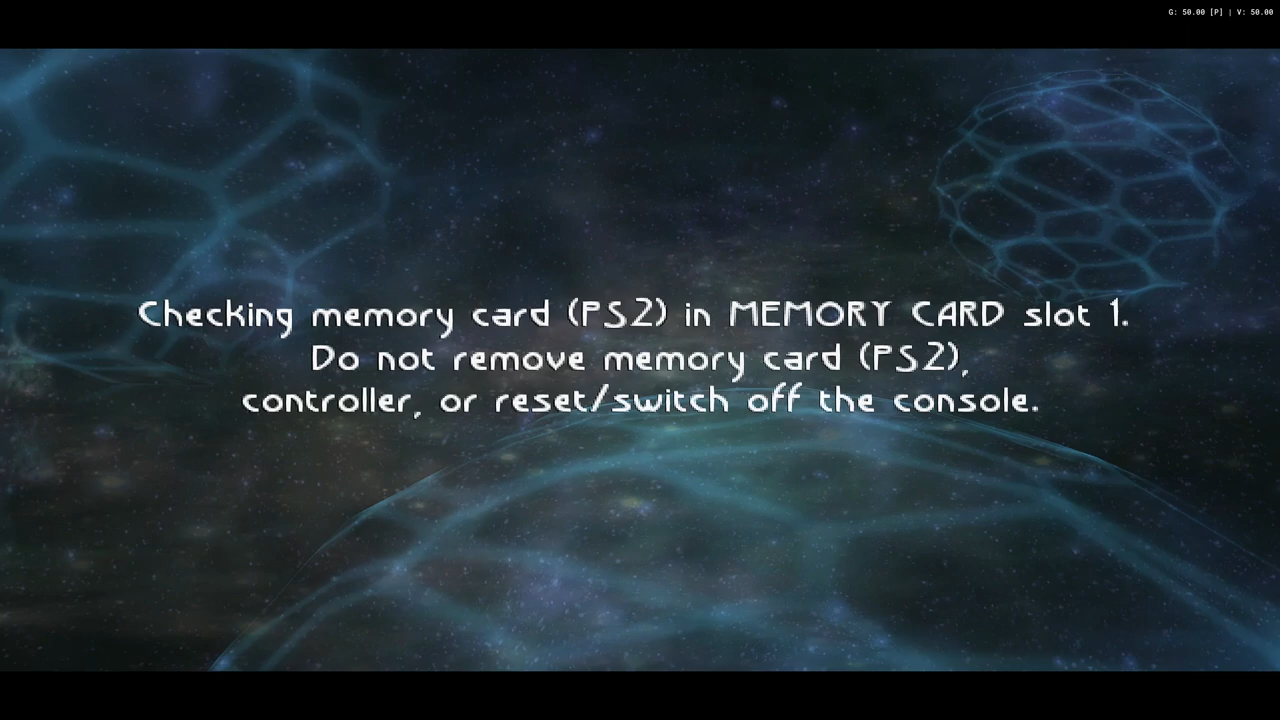 G: 50.00 [P] | V: 50.00
Checking memory card (PS2) in MEMORY CARD slot 1.
Do not remove memory card (PS2),
controller, or reset/switch off the console.